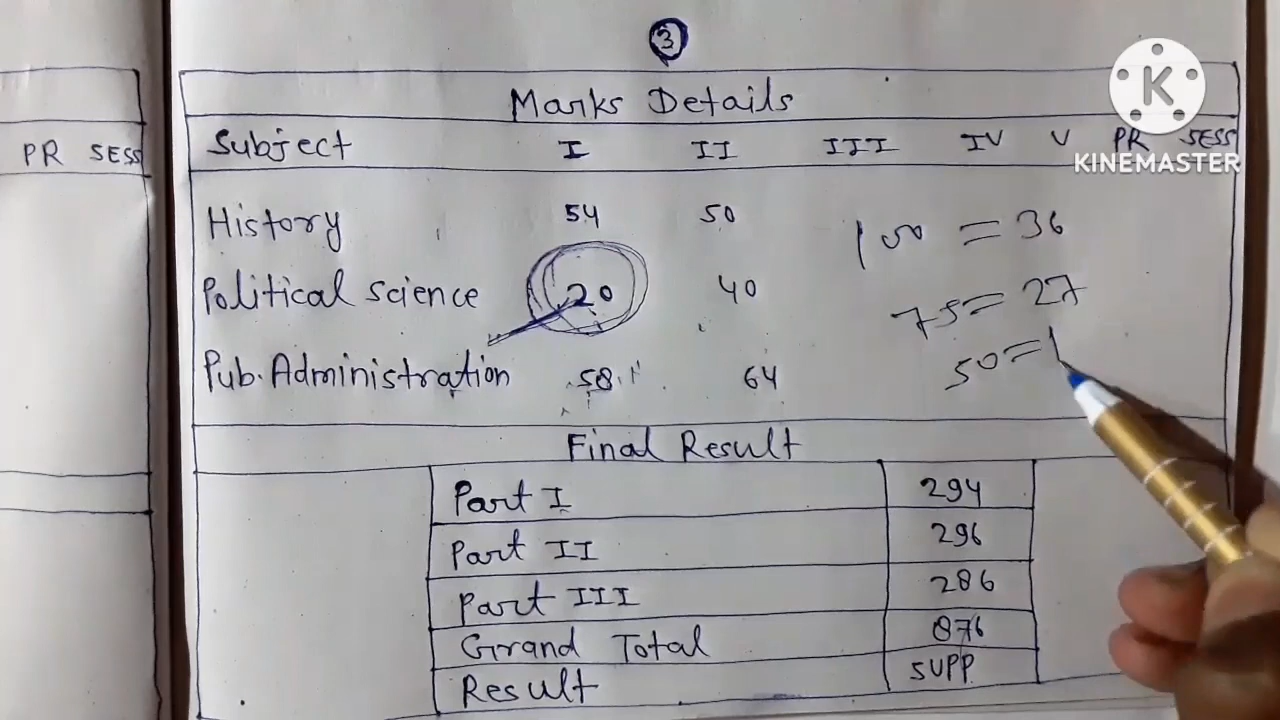 3
Marks Details
PR SESS
Subject I II III IV V PR SESS
KINEMASTER
History 54 50
100 = 36
Political science 20 40
75 = 27
Pub. Administration 58 64
50 =
Final Result
Part I 294
Part II 296
Part III 286
Grand Total 876
Result SUPP